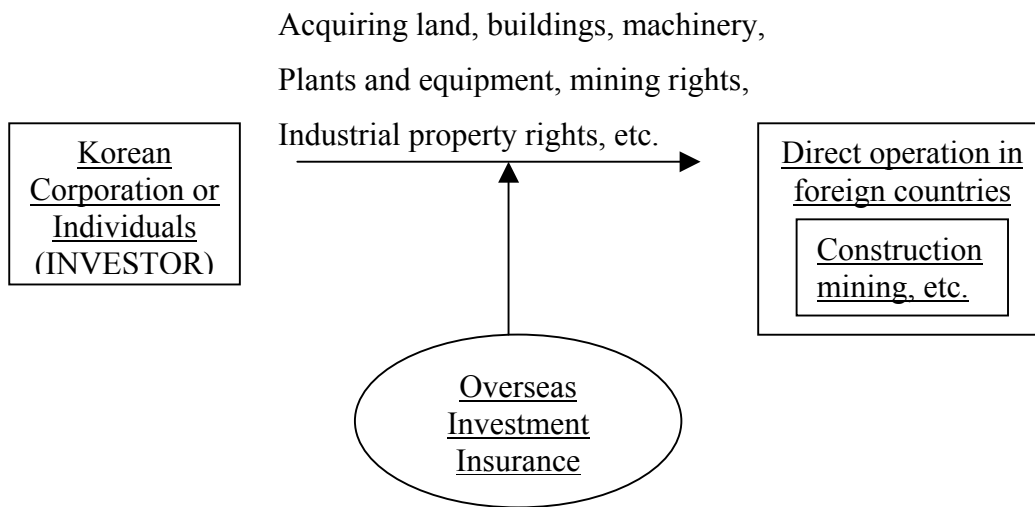 Acquiring land, buildings, machinery,
Plants and equipment, mining rights,
Industrial property rights, etc.
Korean
Corporation or
Individuals
(INVESTOR)
Direct operation in
foreign countries
Construction
mining, etc.
Overseas
Investment
Insurance